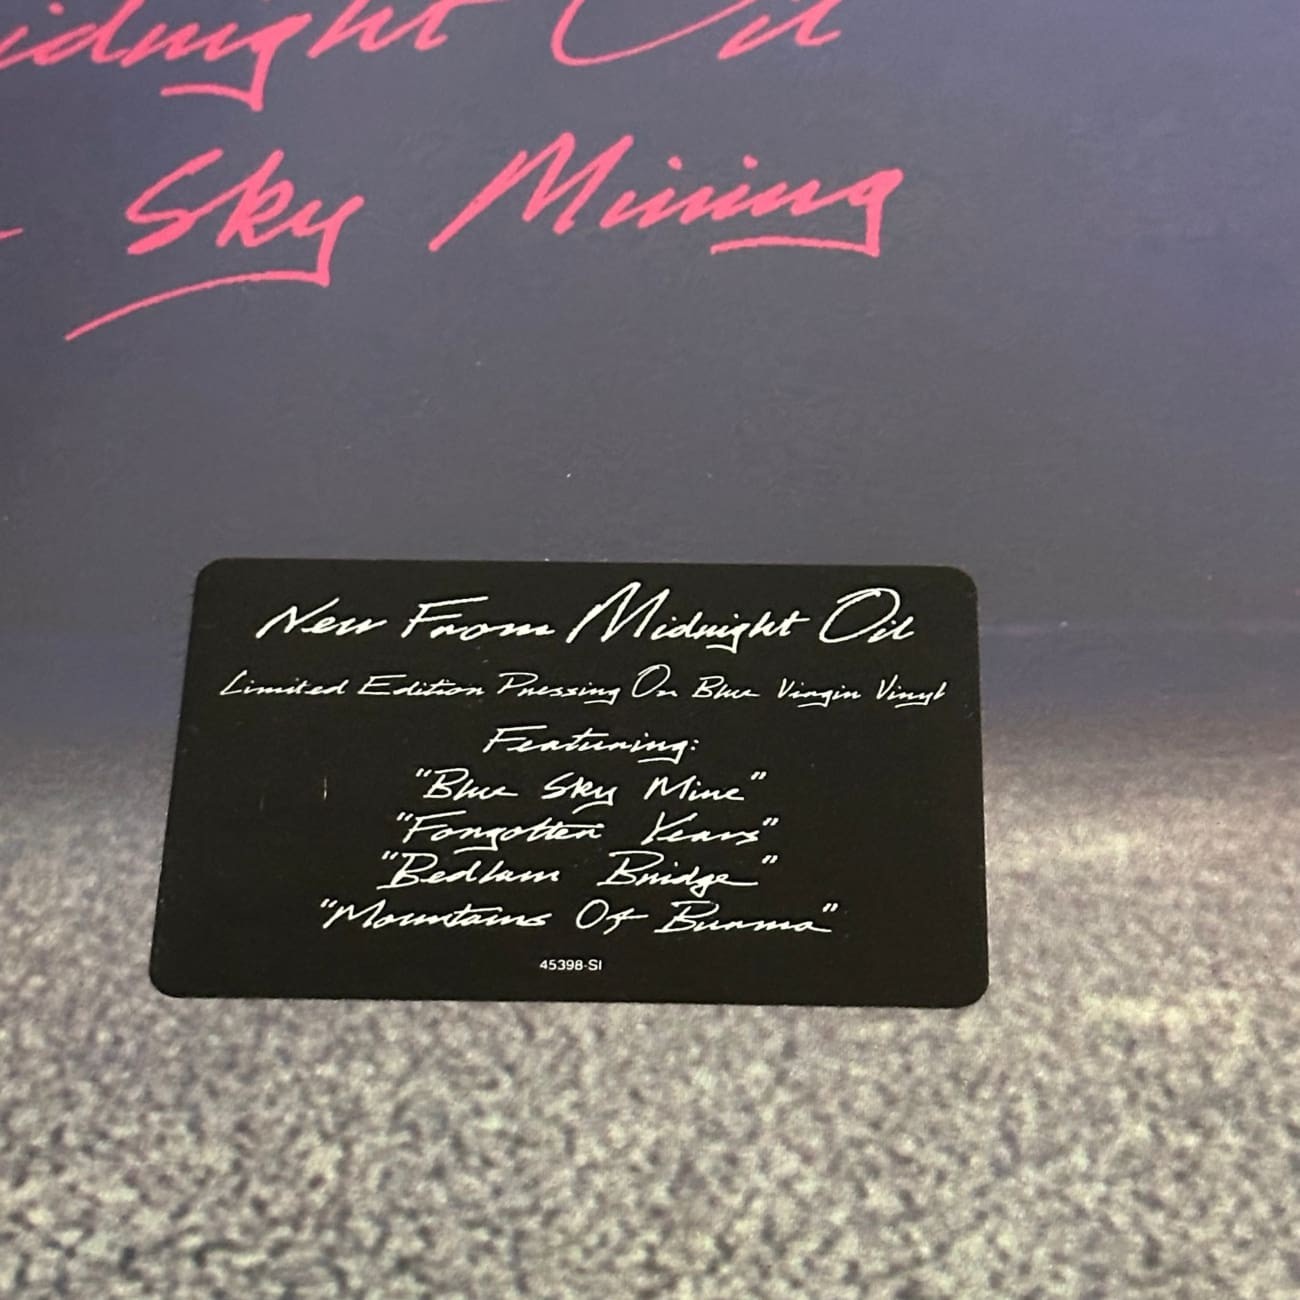 idnight Oil
Sky Mining
New From Midnight Oil
Limited Edition Pressing On Blue Virgin Vinyl
Featuring:
"Blue Sky Mine"
"Forgotten Years"
"Bedlam Bridge"
"Mountains Of Burma"
45398-SI